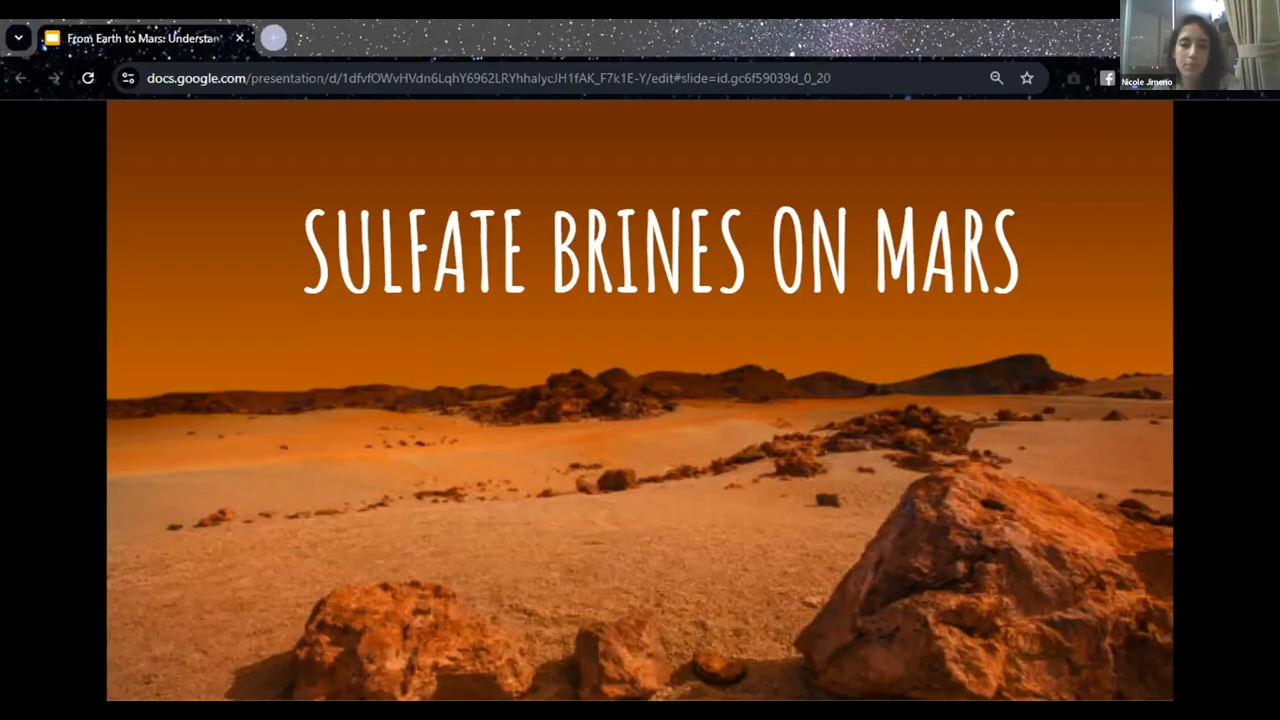 From Earth to Mars: Understan
docs.google.com/presentation/d/1dfvfOWvHVdn6LqhY6962LRYhhalycJH1fAK_F7k1E-Y/edit#slide=id.gc6f59039d_0_20
Nicole Jimeno
SULFATE BRINES ON MARS